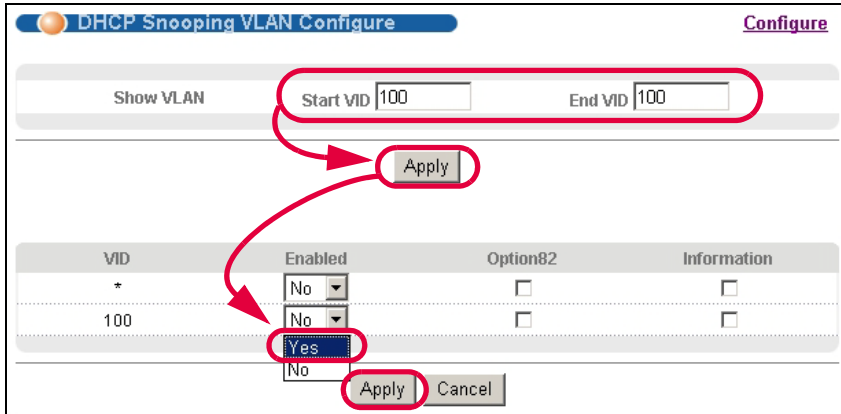 DHCP Snooping VLAN Configure Configure
Show VLAN Start VID 100 End VID 100
Apply
VID Enabled Option82 Information
* No
100 No
Yes
No
Apply Cancel